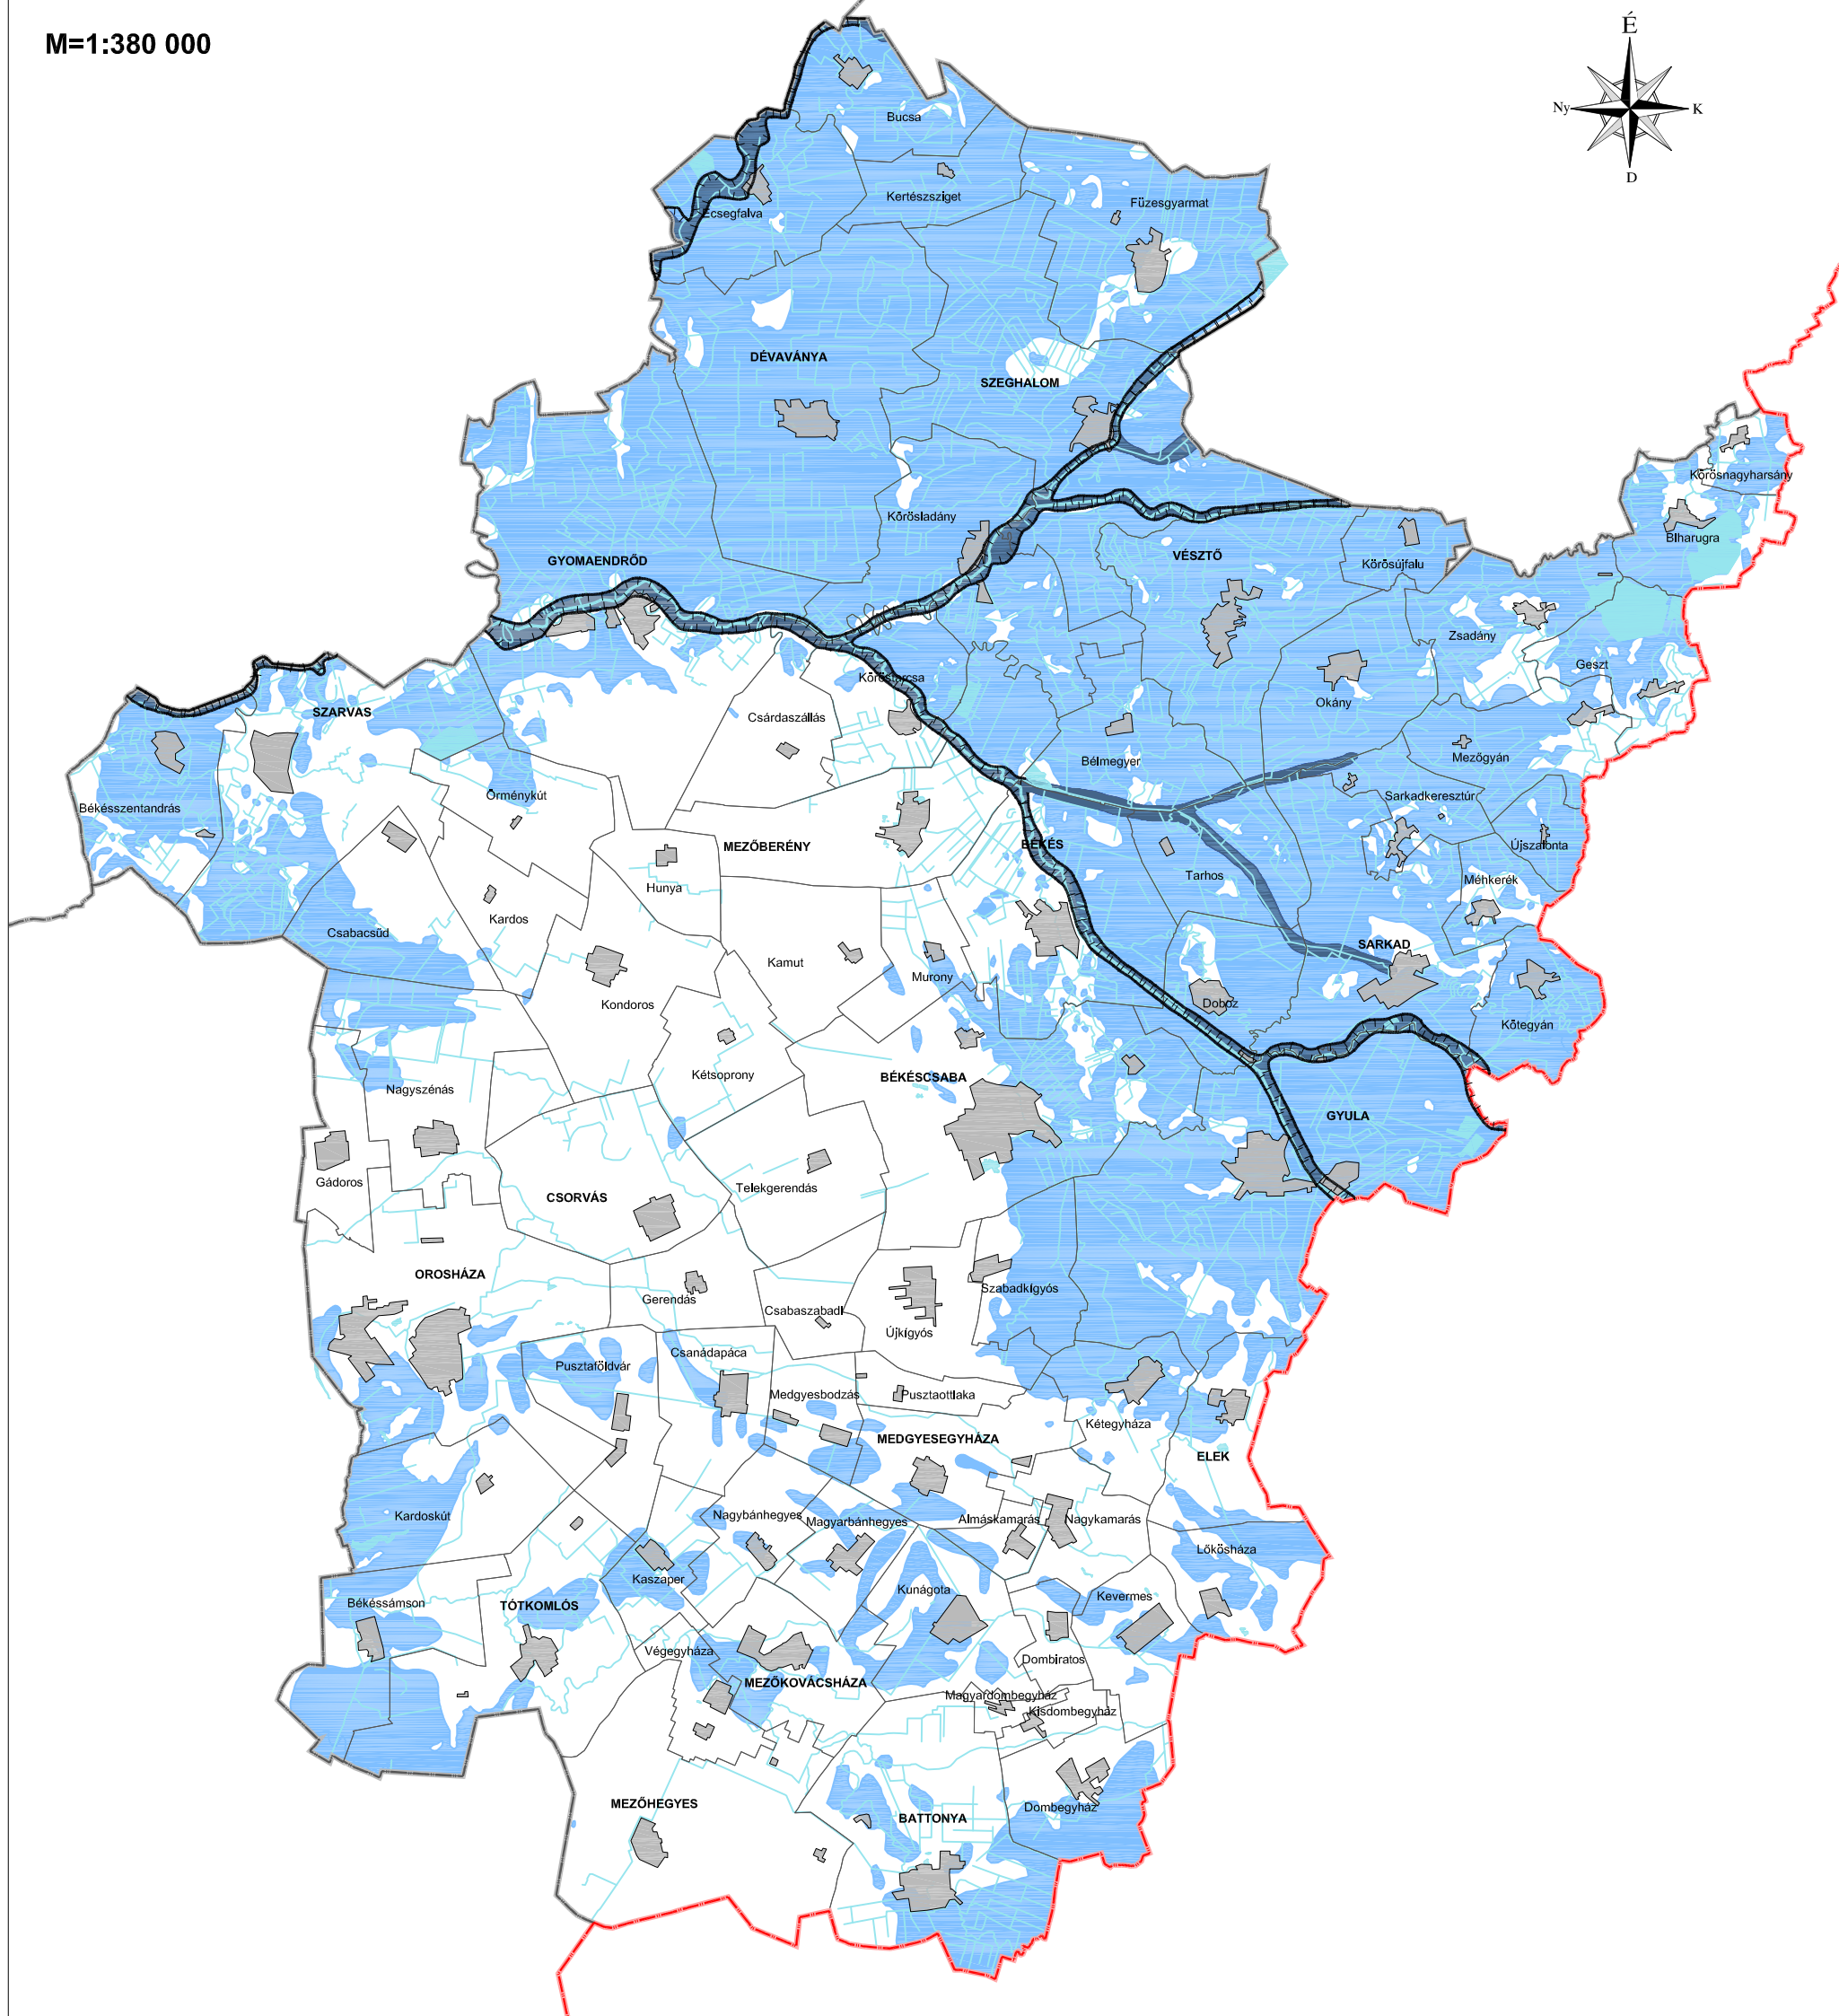 M=1:380 000
É
Ny
K
D
Bucsa
Kertészsziget
Füzesgyarmat
Ecsegfalva
DÉVAVÁNYA
SZEGHALOM
Körösnagyharsány
Körösladány
Biharugra
GYOMAENDRŐD
VÉSZTŐ
Körösújfalu
Zsadány
Geszt
Köröstarcsa
Okány
SZARVAS
Csárdaszállás
Mezőgyán
Bélmegyer
Örménykút
Sarkadkeresztúr
Békésszentandrás
MEZŐBERÉNY
BÉKÉS
Újszalonta
Tarhos
Méhkerék
Hunya
Kardos
Csabacsűd
SARKAD
Kamut
Murony
Kondoros
Doboz
Kötegyán
Kétsoprony
BÉKÉSCSABA
Nagyszénás
GYULA
Gádoros
Telekgerendás
CSORVÁS
OROSHÁZA
Szabadkígyós
Gerendás
Csabaszabadi
Újkígyós
Csanádapáca
Pusztaföldvár
Medgyesbodzás
Pusztaottlaka
Kétegyháza
MEDGYESEGYHÁZA
ELEK
Kardoskút
Nagybánhegyes
Magyarbánhegyes
Almáskamarás
Nagykamarás
Lőkösháza
Kaszaper
Kunágota
Kevermes
Békéssámson
TÓTKOMLÓS
Végegyháza
Dombiratos
MEZŐKOVÁCSHÁZA
Magyardombegyház
Kisdombegyház
MEZŐHEGYES
Dombegyház
BATTONYA